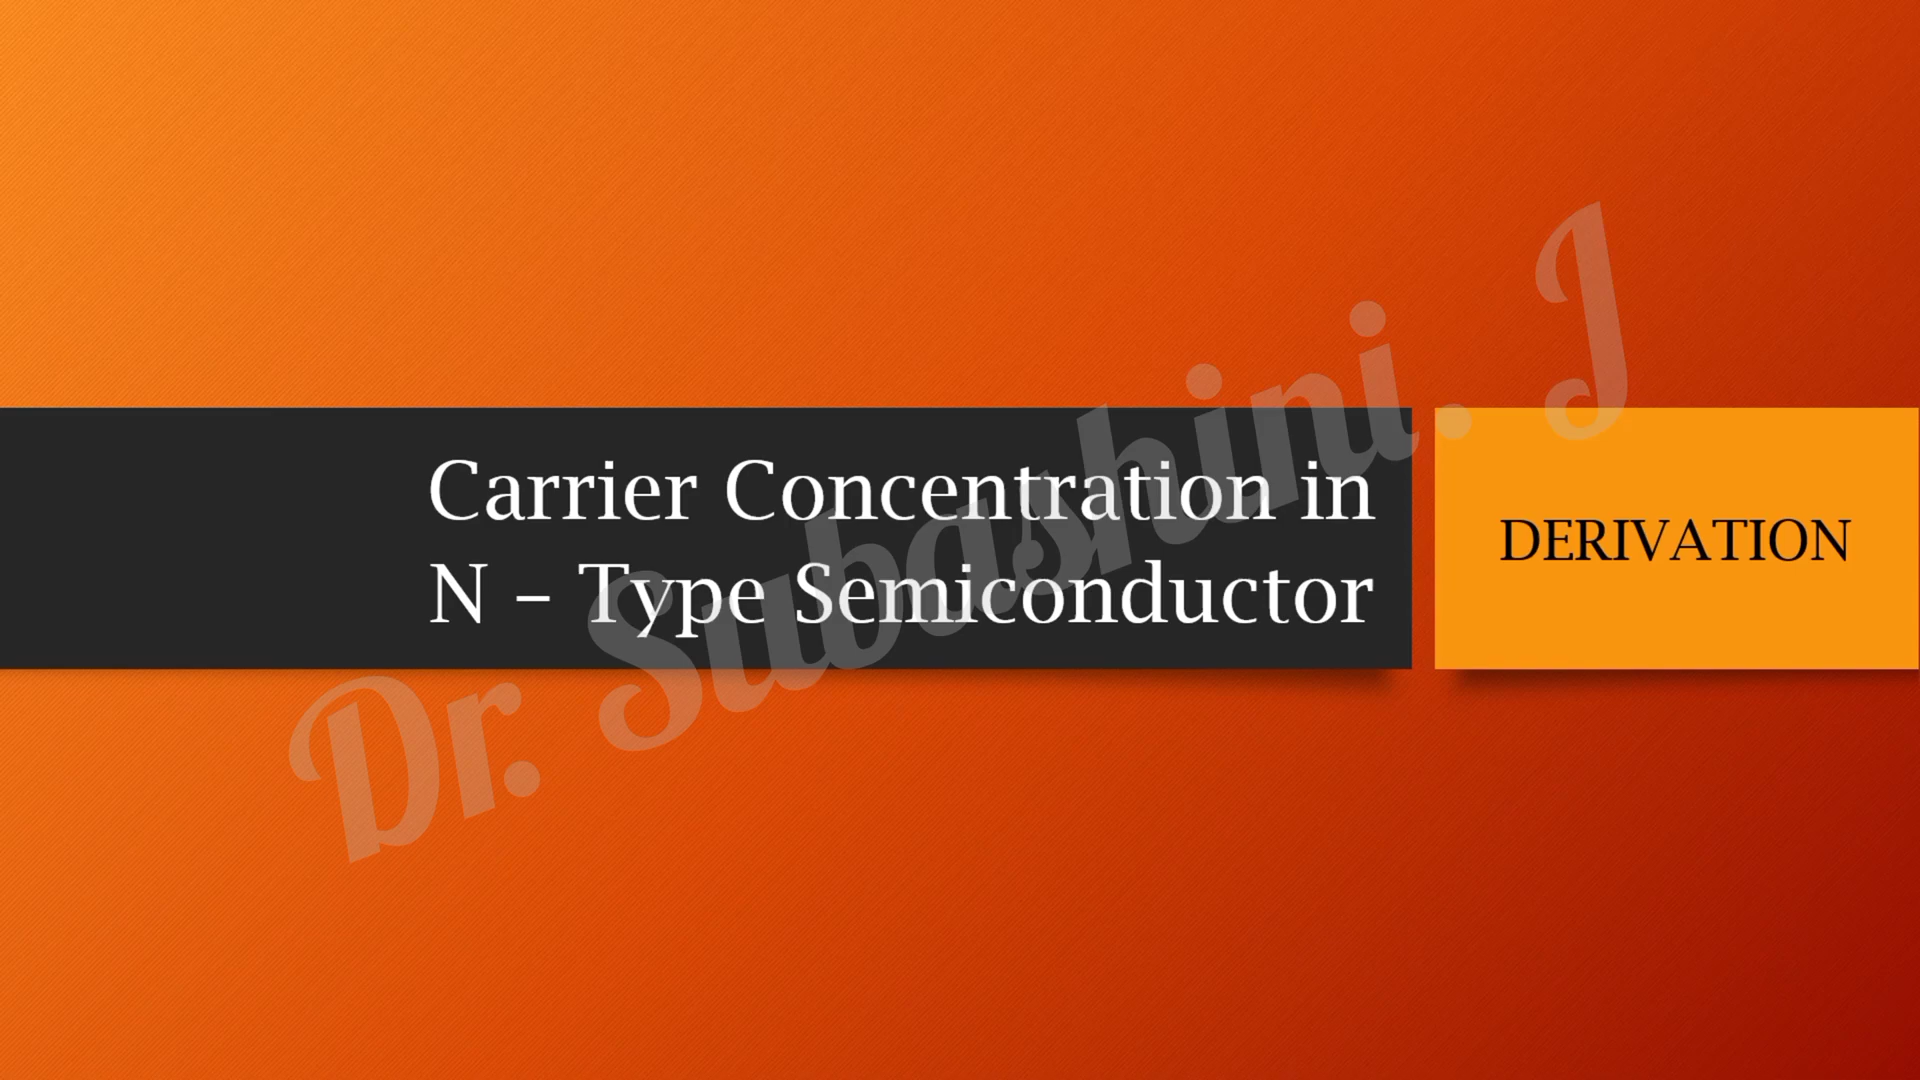 Carrier Concentration in
N – Type Semiconductor
DERIVATION
Dr. Subashini. J